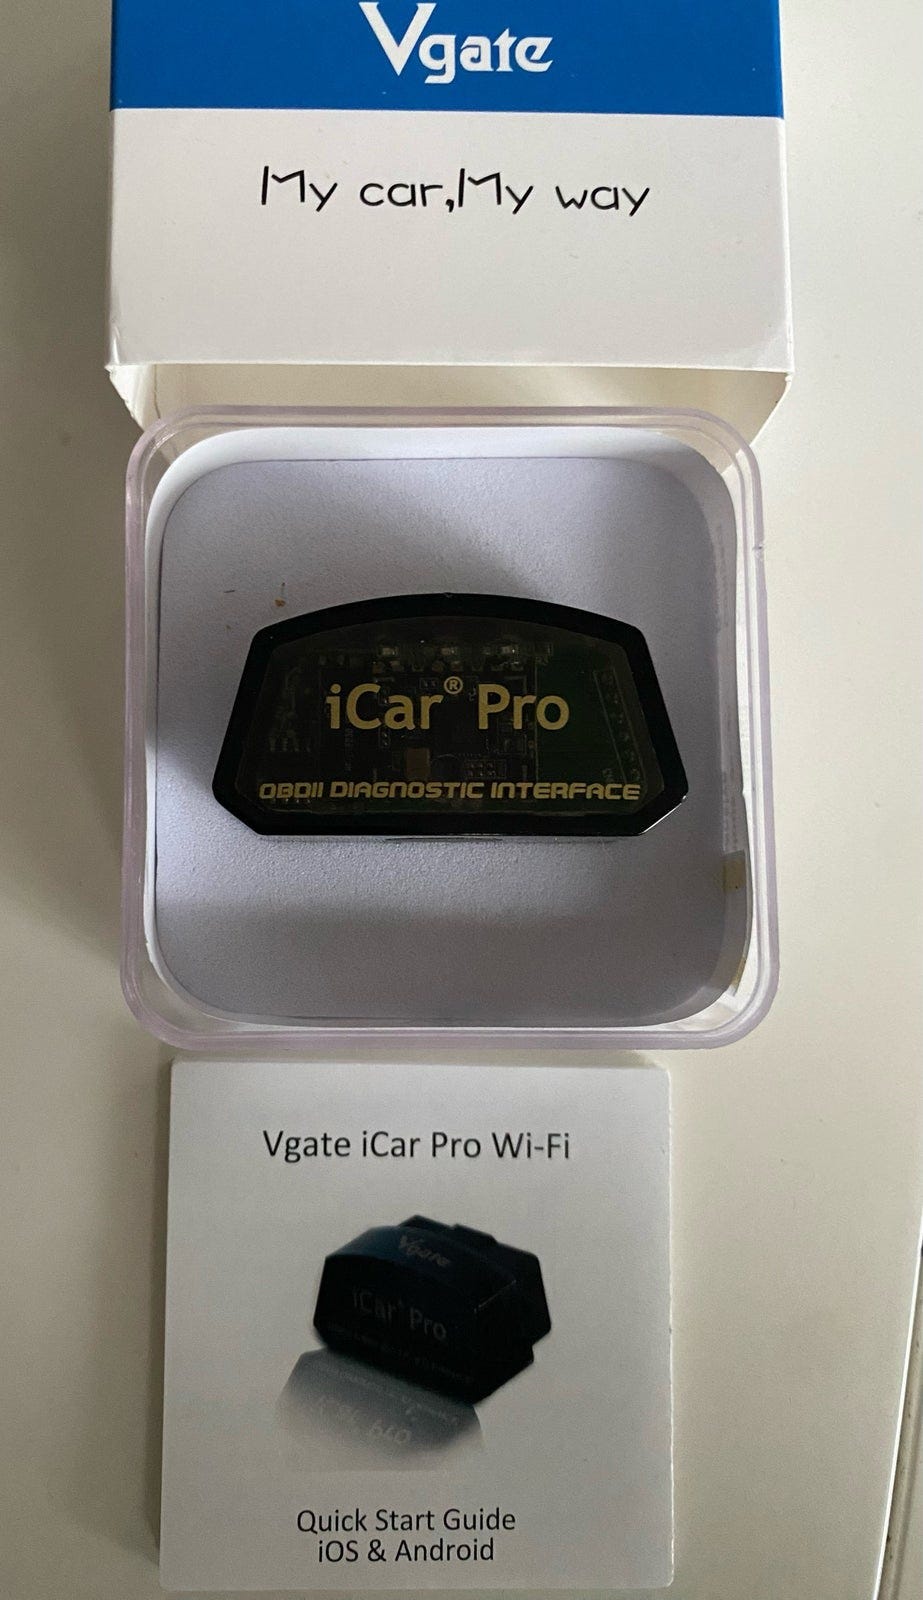 Vgate
My car,My way
iCar® Pro
OBDII DIAGNOSTIC INTERFACE
Vgate iCar Pro Wi-Fi
Vgate
iCar® Pro
Quick Start Guide
iOS & Android